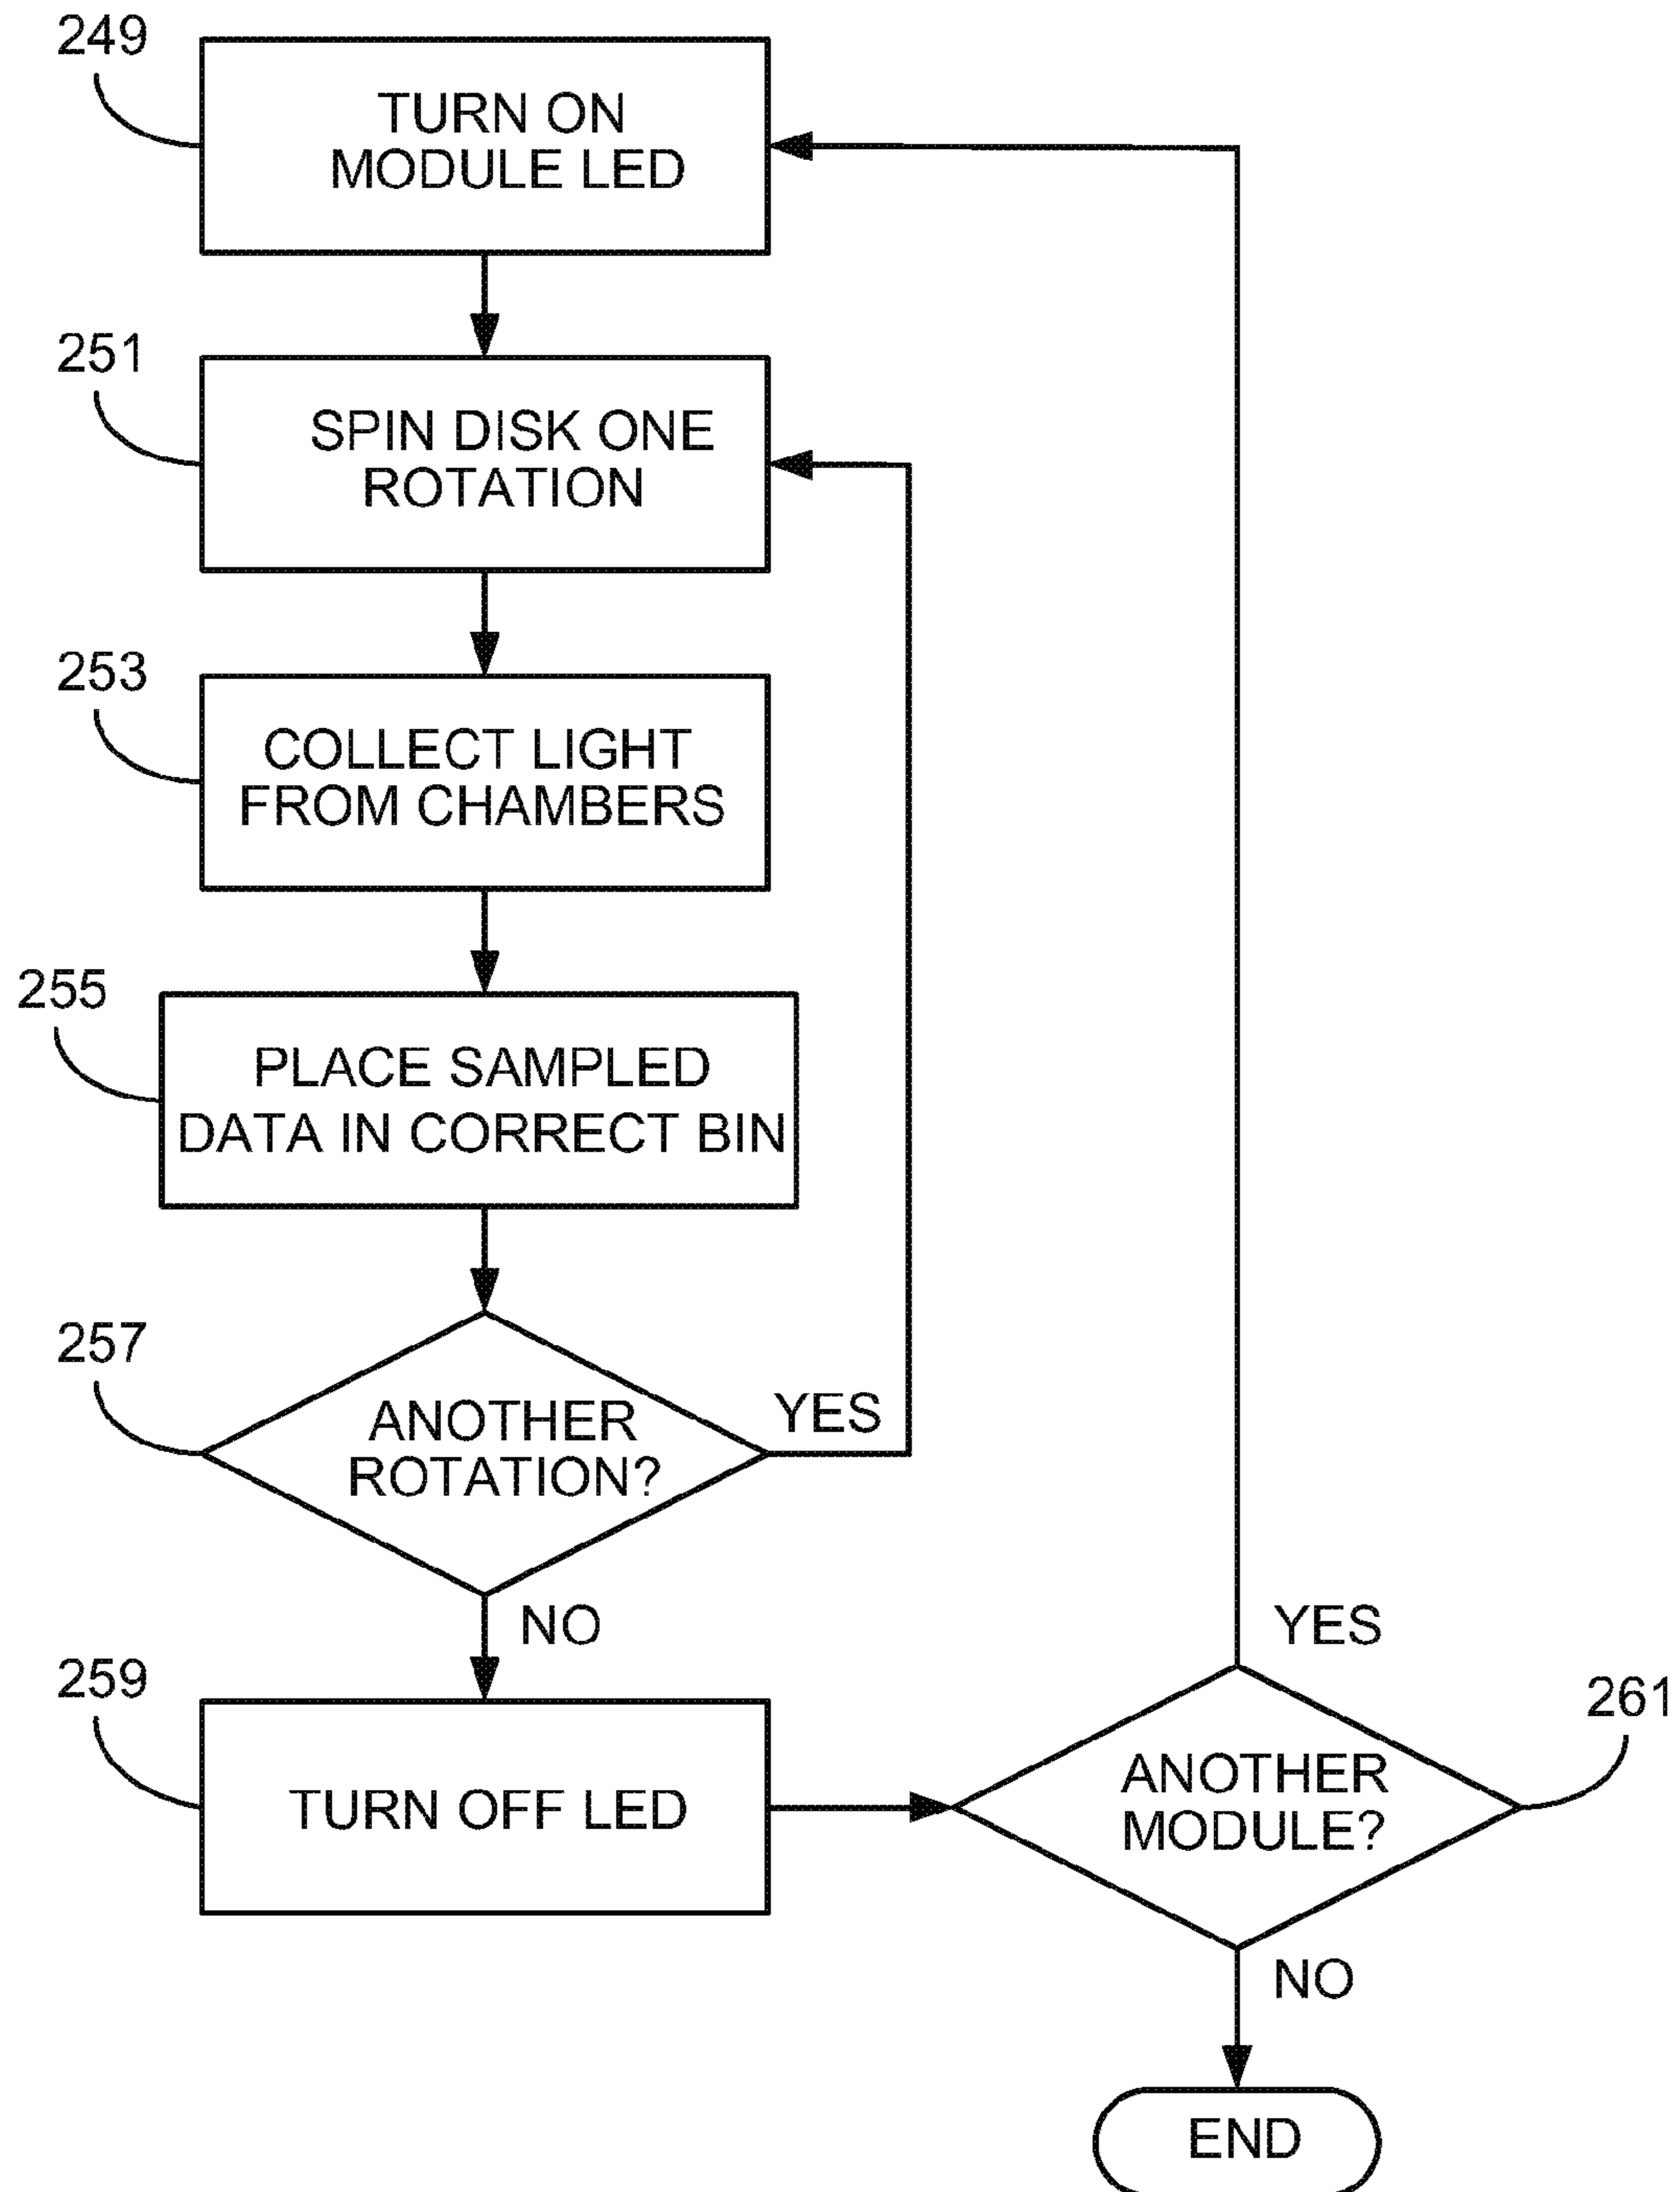 249
TURN ON
MODULE LED
251
SPIN DISK ONE
ROTATION
253
COLLECT LIGHT
FROM CHAMBERS
255
PLACE SAMPLED
DATA IN CORRECT BIN
257
ANOTHER
ROTATION?
YES
NO
259
TURN OFF LED
YES
261
ANOTHER
MODULE?
NO
END